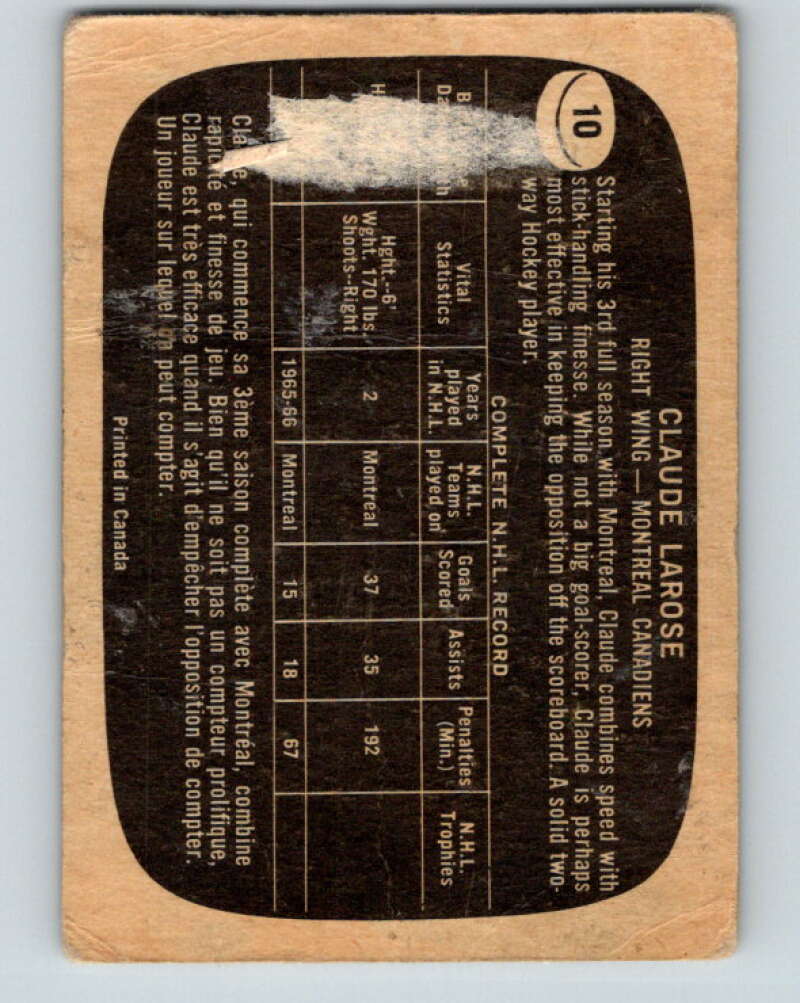 10
CLAUDE LAROSE
RIGHT WING — MONTREAL CANADIENS
Starting his 3rd full season with Montreal, Claude combines speed with
stick-handling finesse. While not a big goal-scorer, Claude is perhaps
most effective in keeping the opposition off the scoreboard. A solid two-
way Hockey player.
COMPLETE N.H.L. RECORD
Vital Statistics Years played in N.H.L. N.H.L. Teams played on Goals Scored Assists Penalties (Min.) N.H.L. Trophies
Hght.--6' Wght. 170 lbs. Shoots--Right 2 Montreal 37 35 192
1965-66 Montreal 15 18 67
qui commence sa 3ème saison complète avec Montréal, combine
et finesse de jeu. Bien qu'il ne soit pas un compteur prolifique,
Claude est très efficace quand il s'agit d'empêcher l'opposition de compter.
Un joueur sur lequel on peut compter.
Printed in Canada